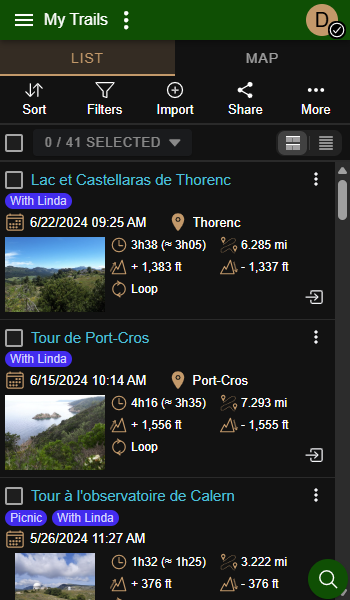 My Trails
D
LIST
MAP
Sort
Filters
Import
Share
More
0 / 41 SELECTED
Lac et Castellaras de Thorenc
With Linda
6/22/2024 09:25 AM
Thorenc
3h38 (≈ 3h05)
6.285 mi
+ 1,383 ft
- 1,337 ft
Loop
Tour de Port-Cros
With Linda
6/15/2024 10:14 AM
Port-Cros
4h16 (≈ 3h35)
7.293 mi
+ 1,556 ft
- 1,555 ft
Loop
Tour à l'observatoire de Calern
Picnic
With Linda
5/26/2024 11:27 AM
1h32 (≈ 1h25)
3.222 mi
+ 376 ft
- 376 ft